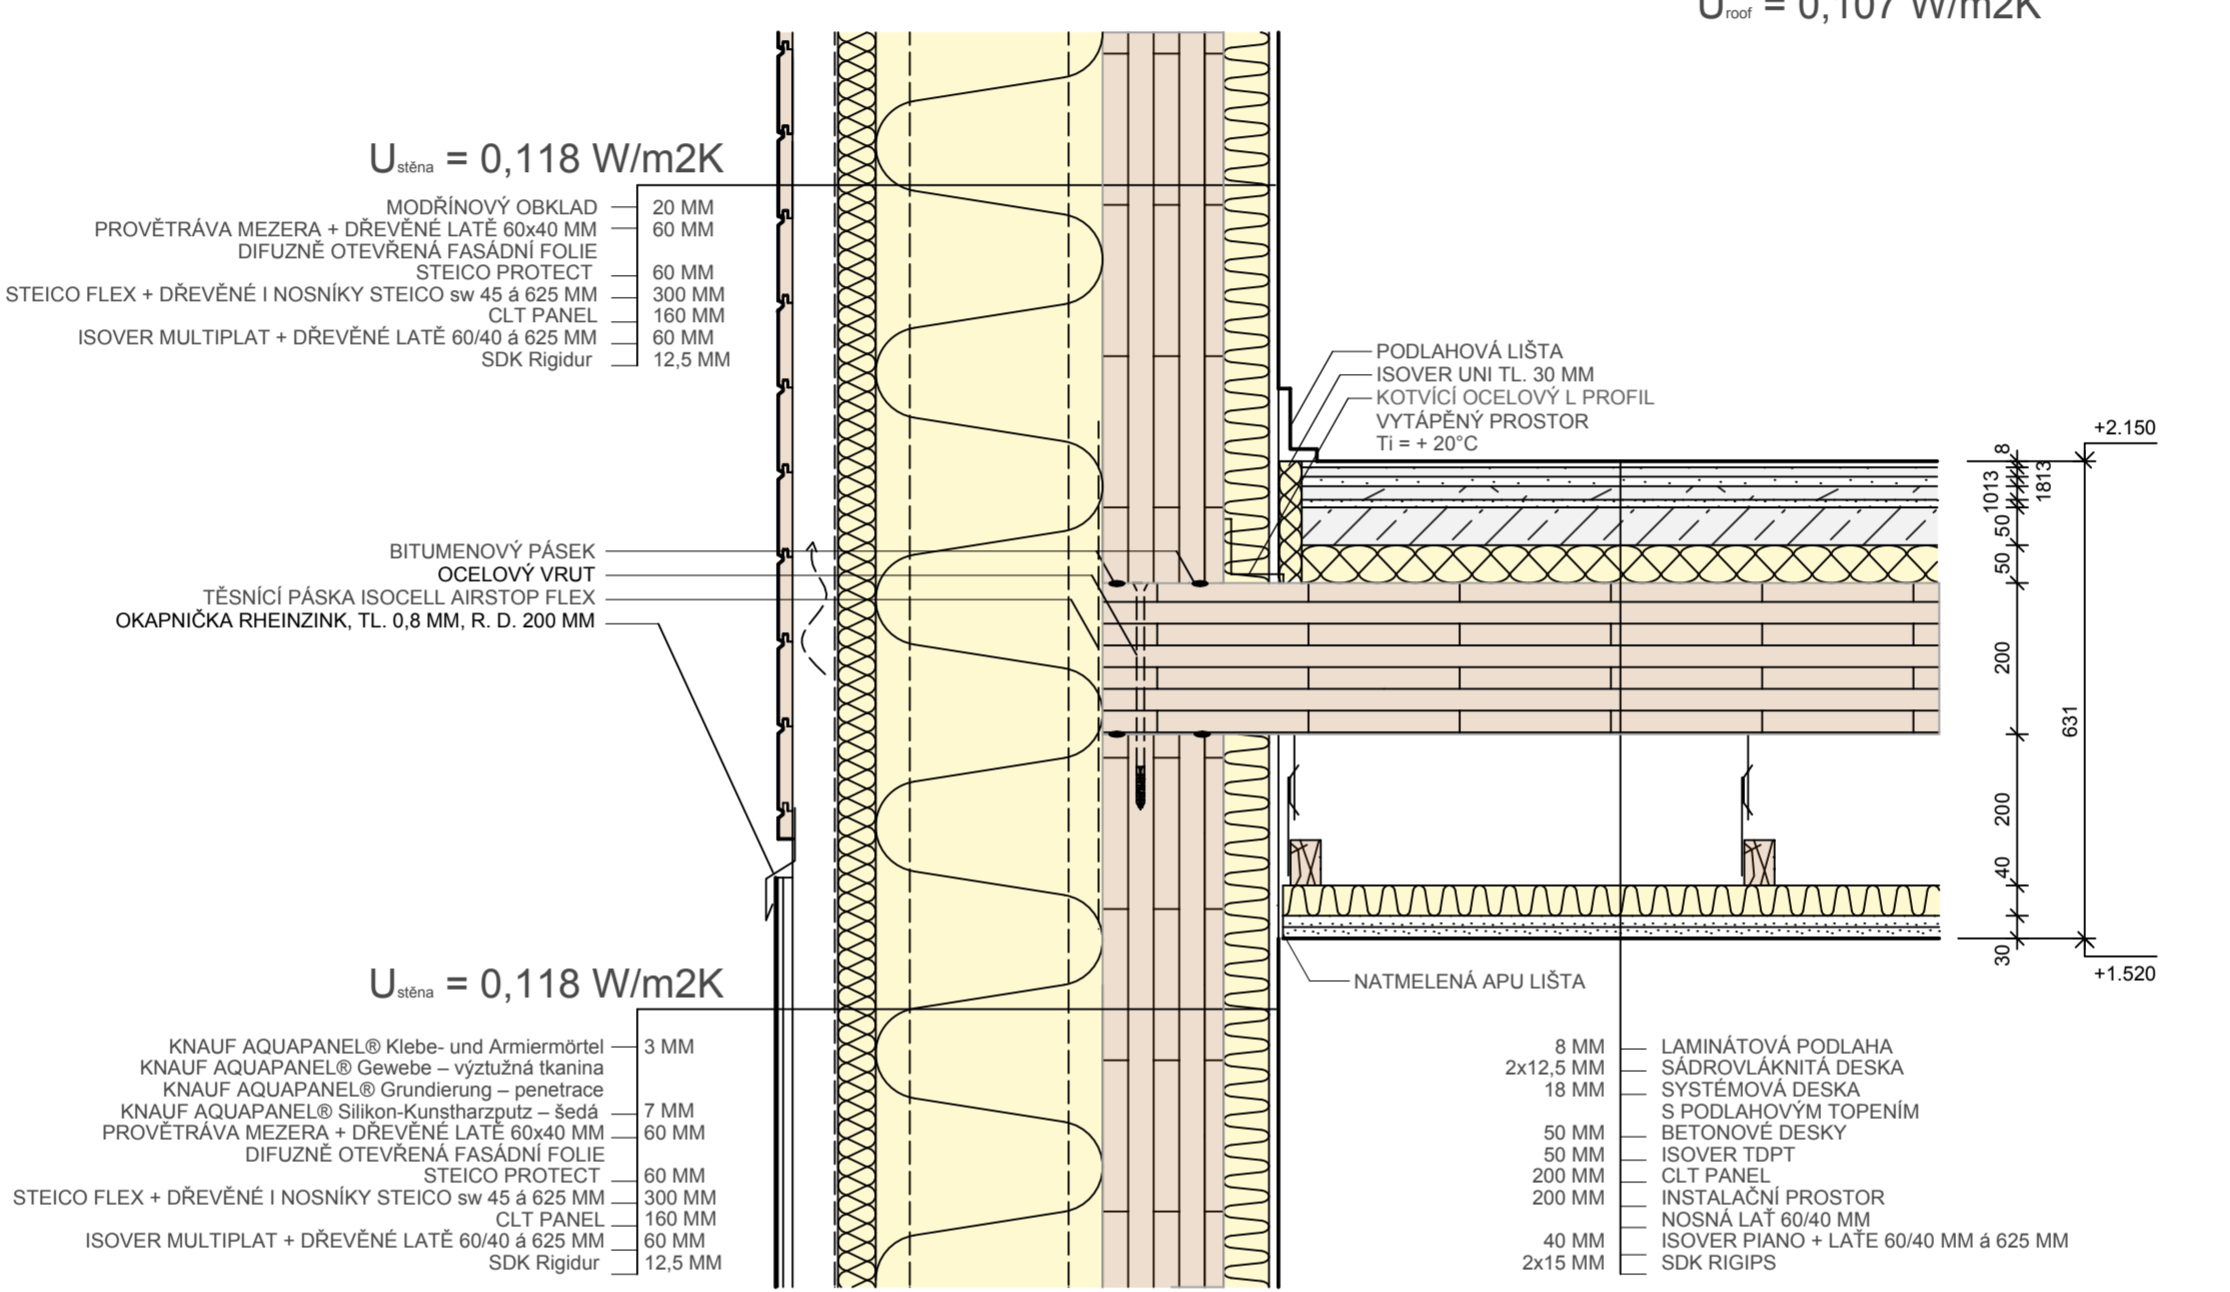 Uroof = 0,107 W/m2K
Ustěna = 0,118 W/m2K
MODŘÍNOVÝ OBKLAD 20 MM
PROVĚTRÁVA MEZERA + DŘEVĚNÉ LATĚ 60x40 MM 60 MM
DIFUZNĚ OTEVŘENÁ FASÁDNÍ FOLIE
STEICO PROTECT 60 MM
STEICO FLEX + DŘEVĚNÉ I NOSNÍKY STEICO sw 45 á 625 MM 300 MM
CLT PANEL 160 MM
ISOVER MULTIPLAT + DŘEVĚNÉ LATĚ 60/40 á 625 MM 60 MM
SDK Rigidur 12,5 MM
PODLAHOVÁ LIŠTA
ISOVER UNI TL. 30 MM
KOTVÍCÍ OCELOVÝ L PROFIL
VYTÁPĚNÝ PROSTOR
Ti = + 20°C
+2.150
8
1013
1813
50
50
200
631
200
40
30
+1.520
BITUMENOVÝ PÁSEK
OCELOVÝ VRUT
TĚSNÍCÍ PÁSKA ISOCELL AIRSTOP FLEX
OKAPNIČKA RHEINZINK, TL. 0,8 MM, R. D. 200 MM
NATMELENÁ APU LIŠTA
Ustěna = 0,118 W/m2K
KNAUF AQUAPANEL® Klebe- und Armiermörtel 3 MM
KNAUF AQUAPANEL® Gewebe – výztužná tkanina
KNAUF AQUAPANEL® Grundierung – penetrace
KNAUF AQUAPANEL® Silikon-Kunstharzputz – šedá 7 MM
PROVĚTRÁVA MEZERA + DŘEVĚNÉ LATĚ 60x40 MM 60 MM
DIFUZNĚ OTEVŘENÁ FASÁDNÍ FOLIE
STEICO PROTECT 60 MM
STEICO FLEX + DŘEVĚNÉ I NOSNÍKY STEICO sw 45 á 625 MM 300 MM
CLT PANEL 160 MM
ISOVER MULTIPLAT + DŘEVĚNÉ LATĚ 60/40 á 625 MM 60 MM
SDK Rigidur 12,5 MM
8 MM LAMINÁTOVÁ PODLAHA
2x12,5 MM SÁDROVLÁKNITÁ DESKA
18 MM SYSTÉMOVÁ DESKA
S PODLAHOVÝM TOPENÍM
50 MM BETONOVÉ DESKY
50 MM ISOVER TDPT
200 MM CLT PANEL
200 MM INSTALAČNÍ PROSTOR
NOSNÁ LAŤ 60/40 MM
40 MM ISOVER PIANO + LAŤE 60/40 MM á 625 MM
2x15 MM SDK RIGIPS